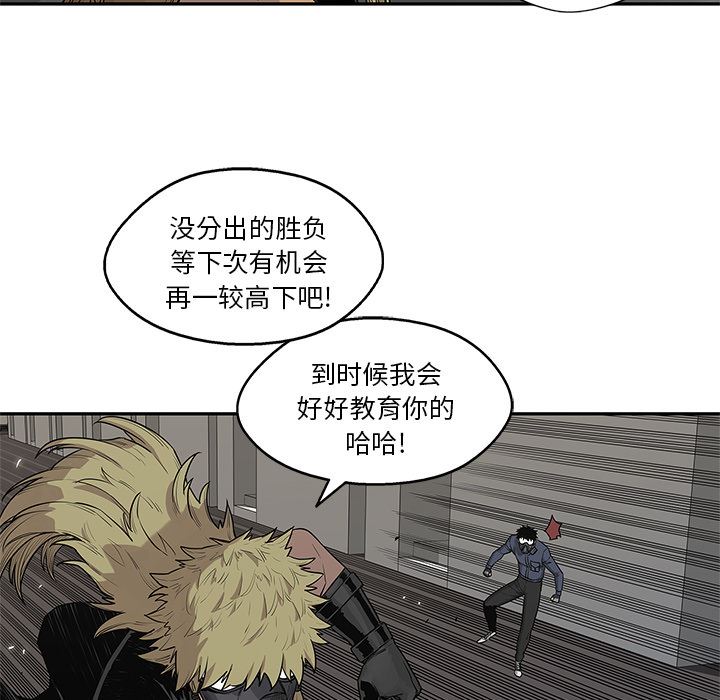 没分出的胜负
等下次有机会
再一较高下吧!
到时候我会
好好教育你的
哈哈!